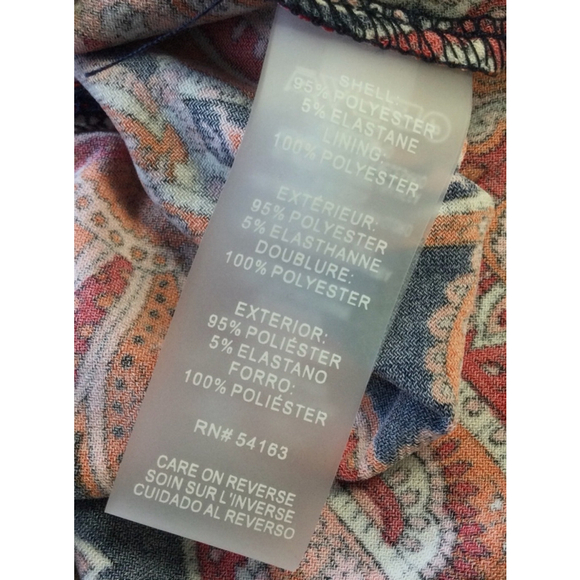 SHELL:
95% POLYESTER
5% ELASTANE
LINING:
100% POLYESTER
EXTÉRIEUR:
95% POLYESTER
5% ELASTHANNE
DOUBLURE:
100% POLYESTER
EXTERIOR:
95% POLIÉSTER
5% ELASTANO
FORRO:
100% POLIÉSTER
RN# 54163
CARE ON REVERSE
SOIN SUR L'INVERSE
CUIDADO AL REVERSO